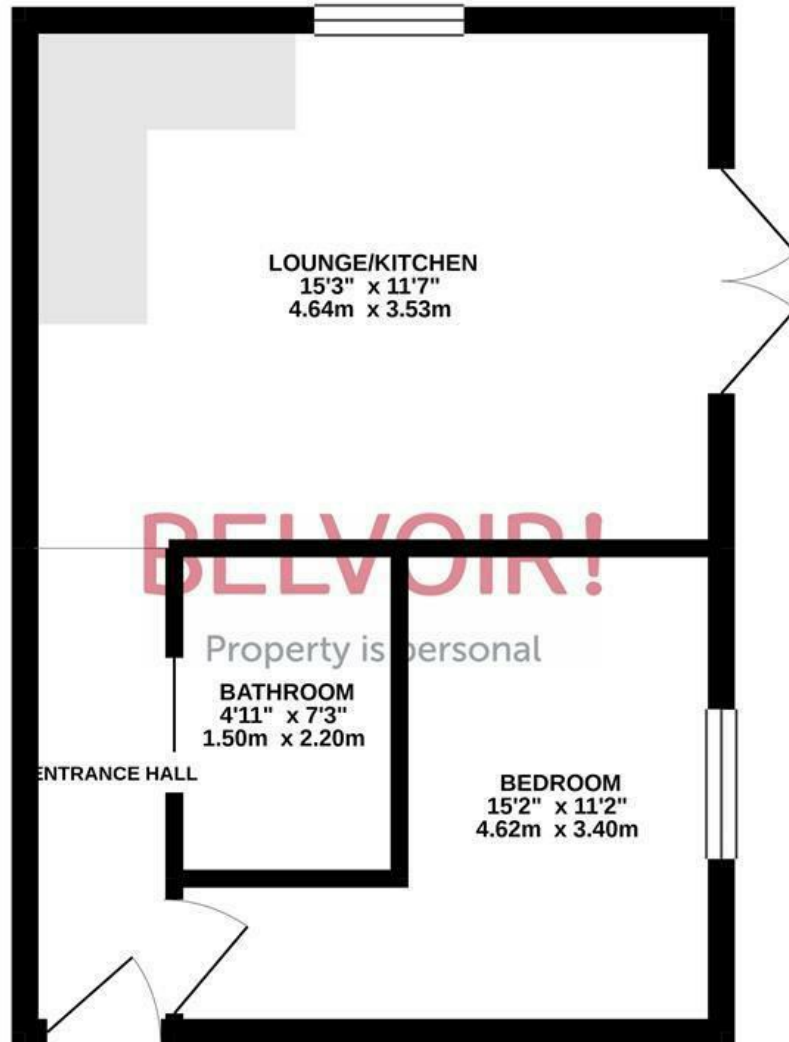 LOUNGE/KITCHEN
15'3" x 11'7"
4.64m x 3.53m
BELVOIR!
Property is personal
BATHROOM
4'11" x 7'3"
1.50m x 2.20m
ENTRANCE HALL
BEDROOM
15'2" x 11'2"
4.62m x 3.40m